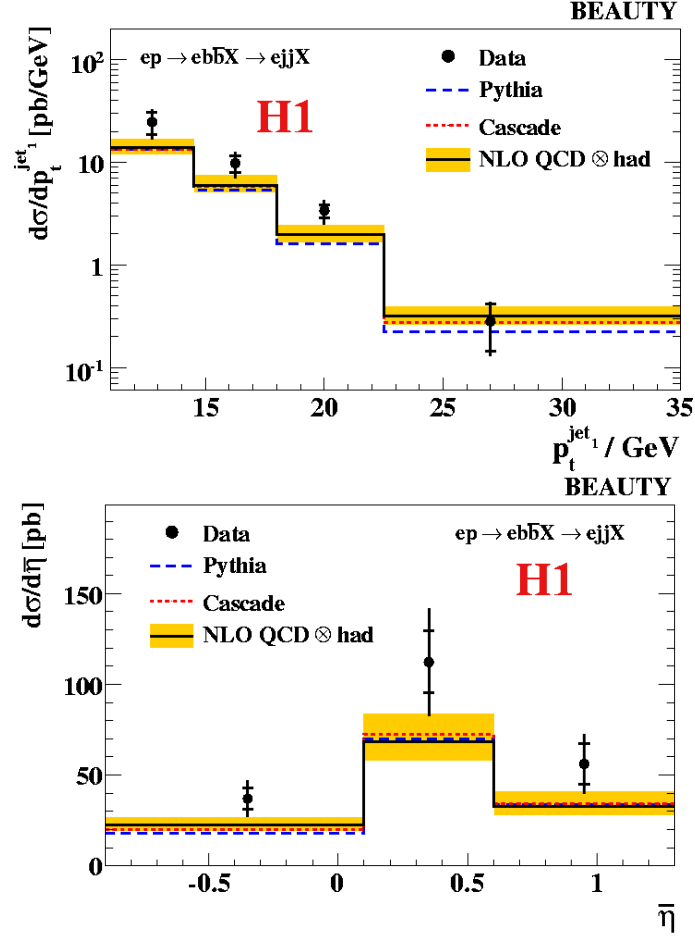 BEAUTY
dσ/dp_t^{jet_1} [pb/GeV]
10²
10
1
10⁻¹
ep → ebb̄X → ejjX
H1
Data
Pythia
Cascade
NLO QCD ⊗ had
15 20 25 30 35
p_t^{jet_1} / GeV
BEAUTY
dσ/dη̄ [pb]
150
100
50
0
Data
Pythia
Cascade
NLO QCD ⊗ had
ep → ebb̄X → ejjX
H1
-0.5 0 0.5 1
η̄